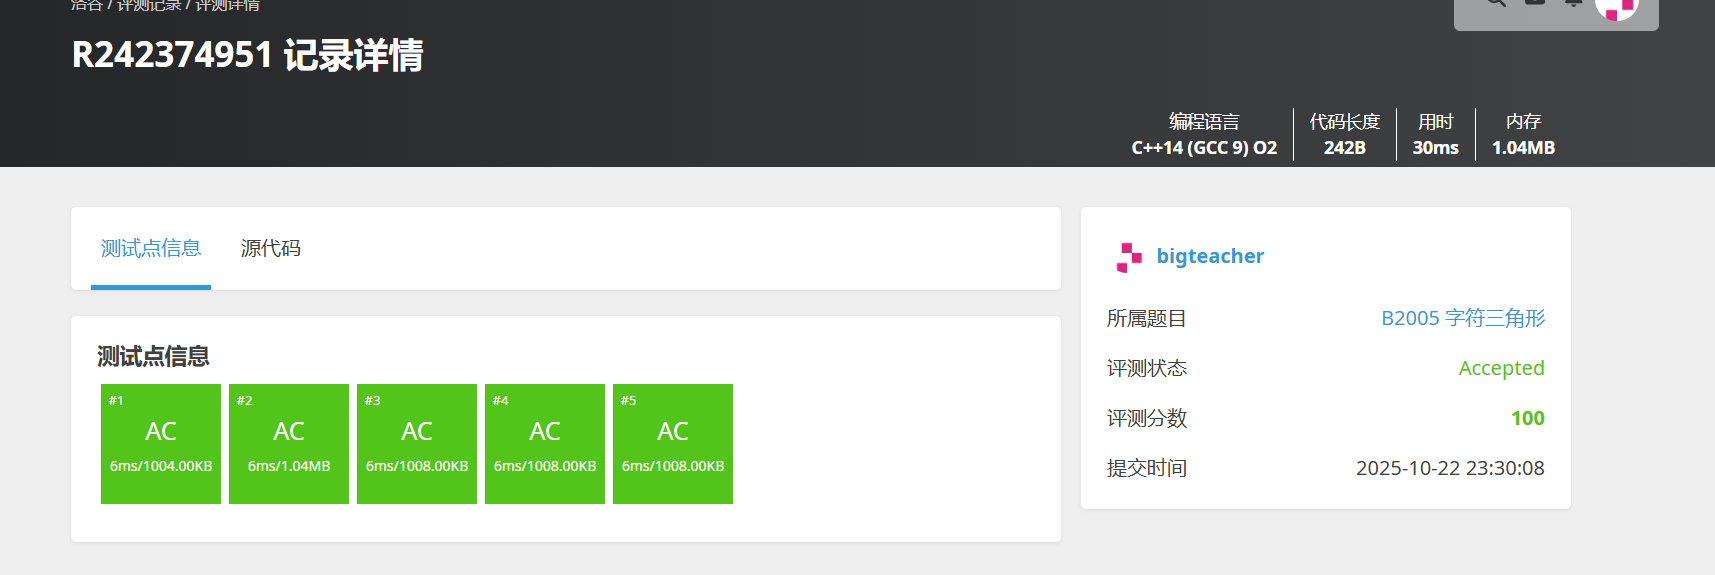 洛谷 / 评测记录 / 评测详情
R242374951 记录详情
编程语言 代码长度 用时 内存
C++14 (GCC 9) O2 242B 30ms 1.04MB
测试点信息 源代码
bigteacher
所属题目 B2005 字符三角形
评测状态 Accepted
评测分数 100
提交时间 2025-10-22 23:30:08
测试点信息
#1 #2 #3 #4 #5
AC AC AC AC AC
6ms/1004.00KB 6ms/1.04MB 6ms/1008.00KB 6ms/1008.00KB 6ms/1008.00KB